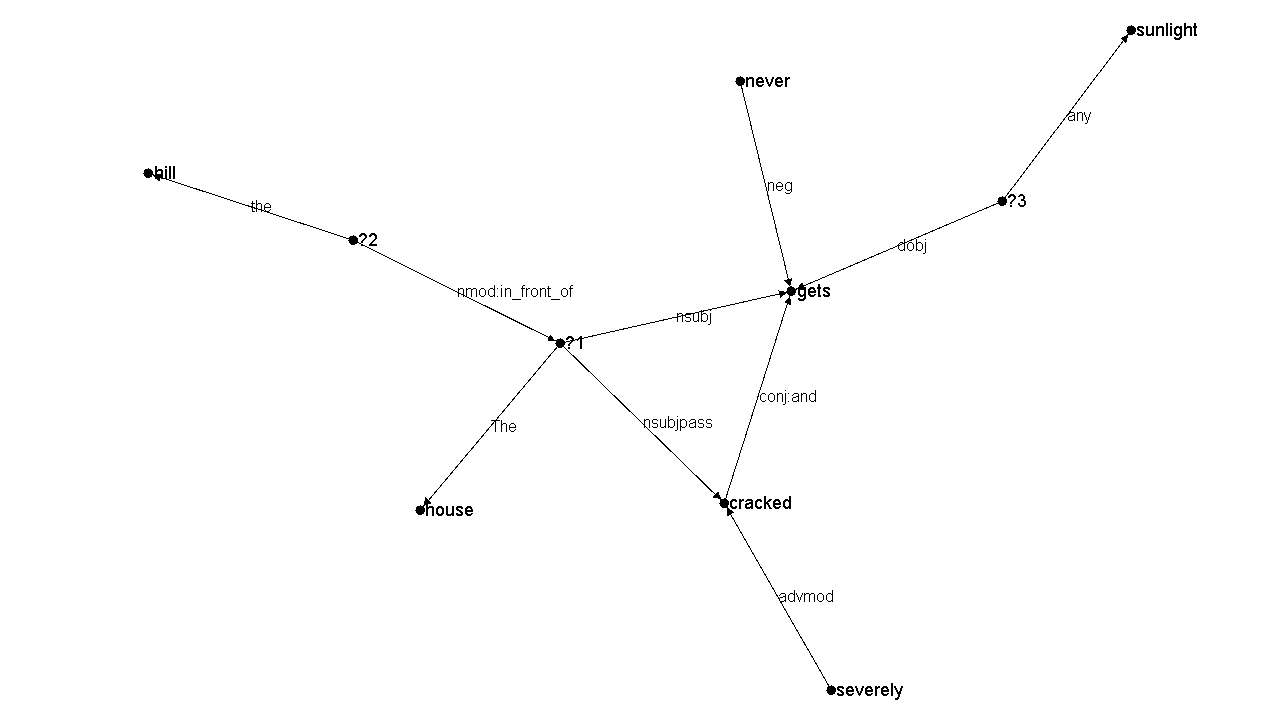 sunlight
never
any
hill
neg
?3
the
?2
dobj
nmod:in_front_of
gets
nsubj
?1
conj:and
nsubjpass
The
cracked
house
advmod
severely